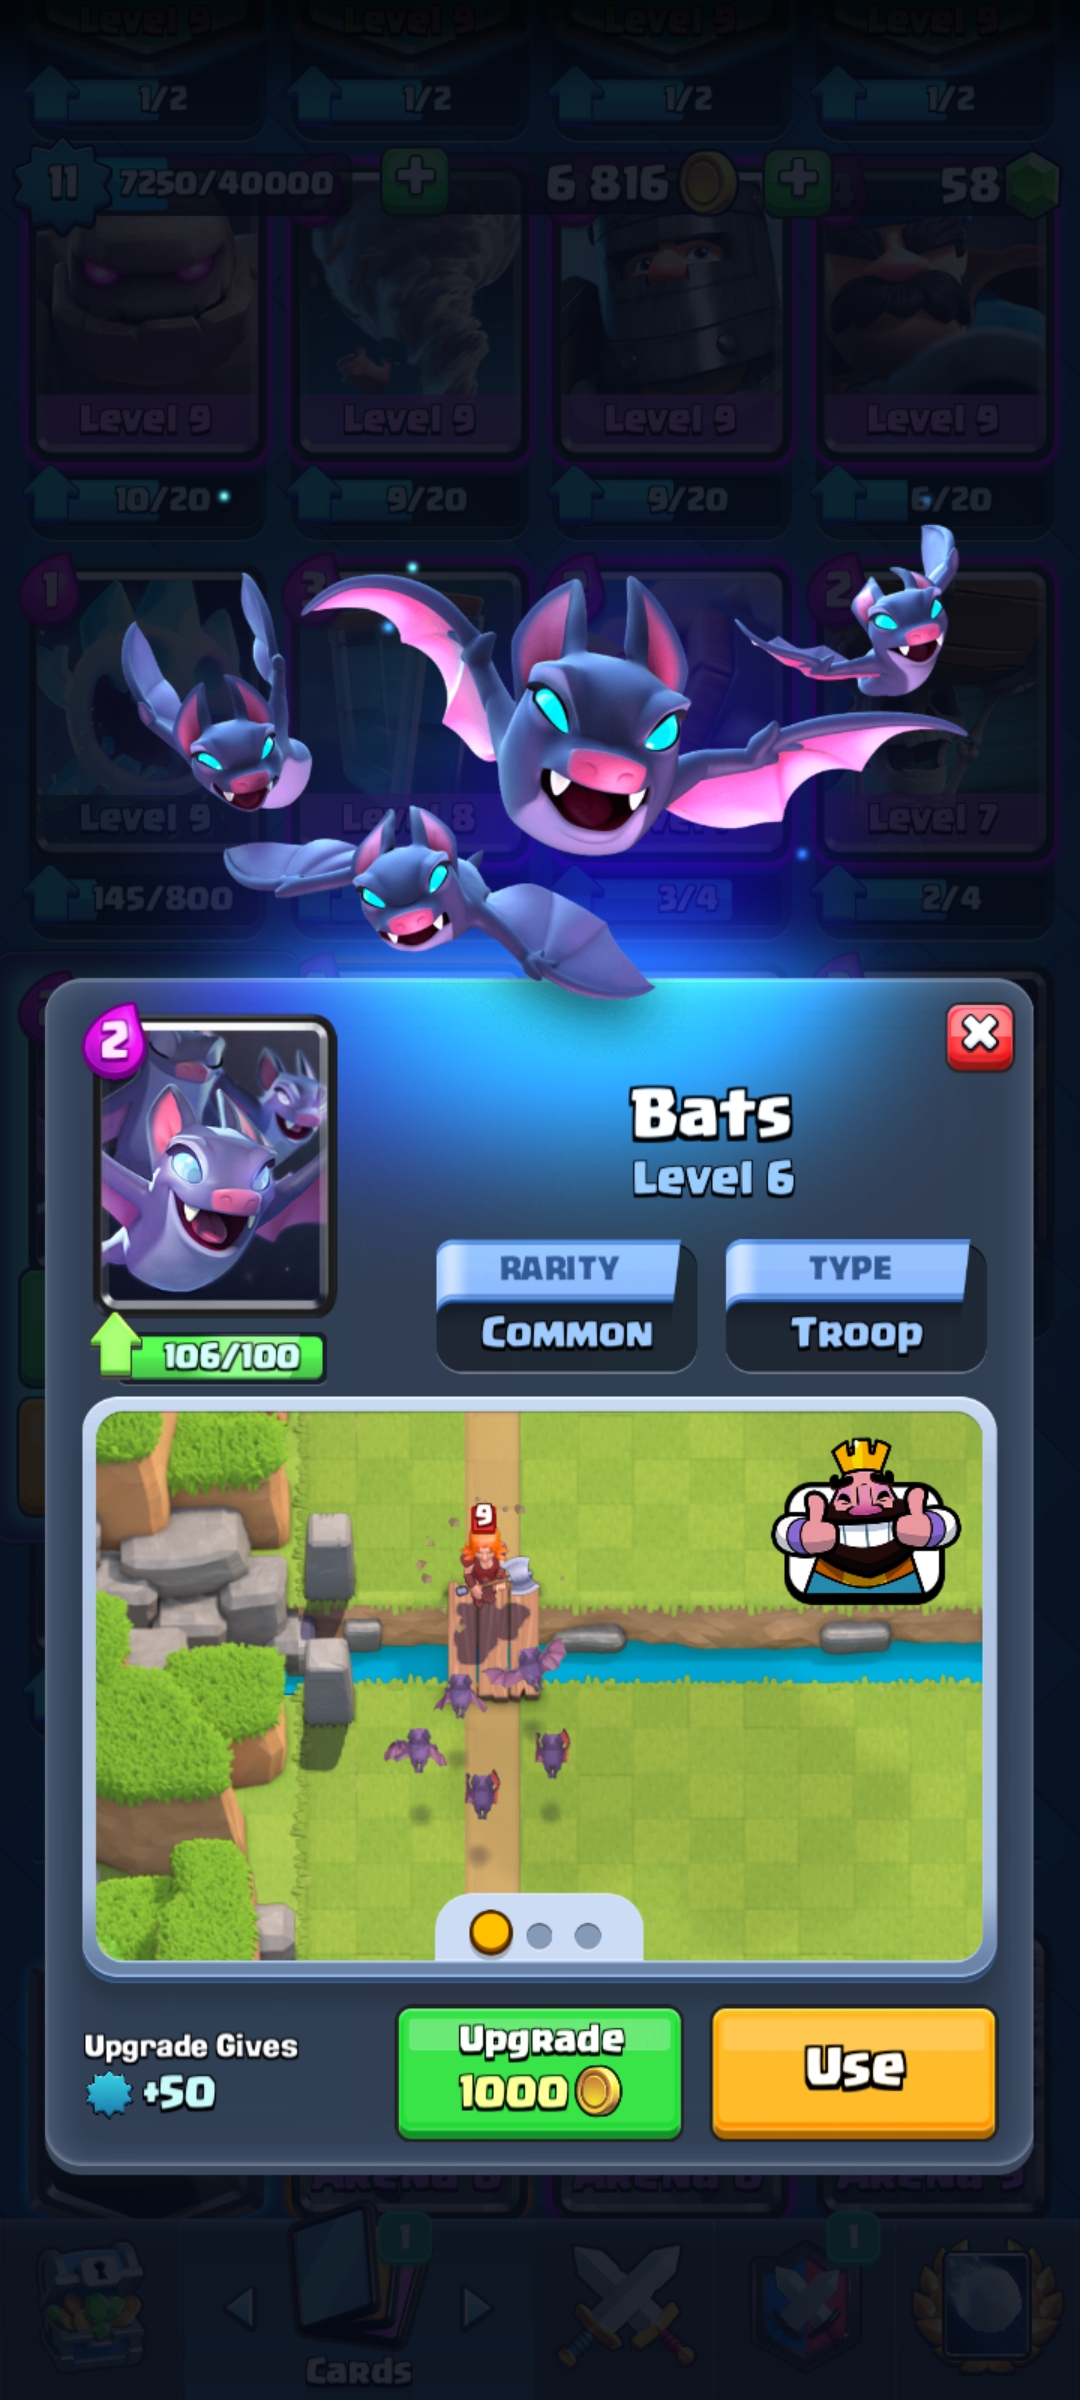 Level 9
Level 9
Level 9
Level 9
1/2
1/2
1/2
1/2
11
7250/40000
6 816
58
Level 9
Level 9
Level 9
Level 9
10/20
9/20
9/20
6/20
1
2
Level 9
8
Level 7
145/800
3/4
2/4
2
Bats
Level 6
RARITY
Common
TYPE
Troop
106/100
9
Upgrade Gives
+50
Upgrade
1000
Use
1
1
Cards